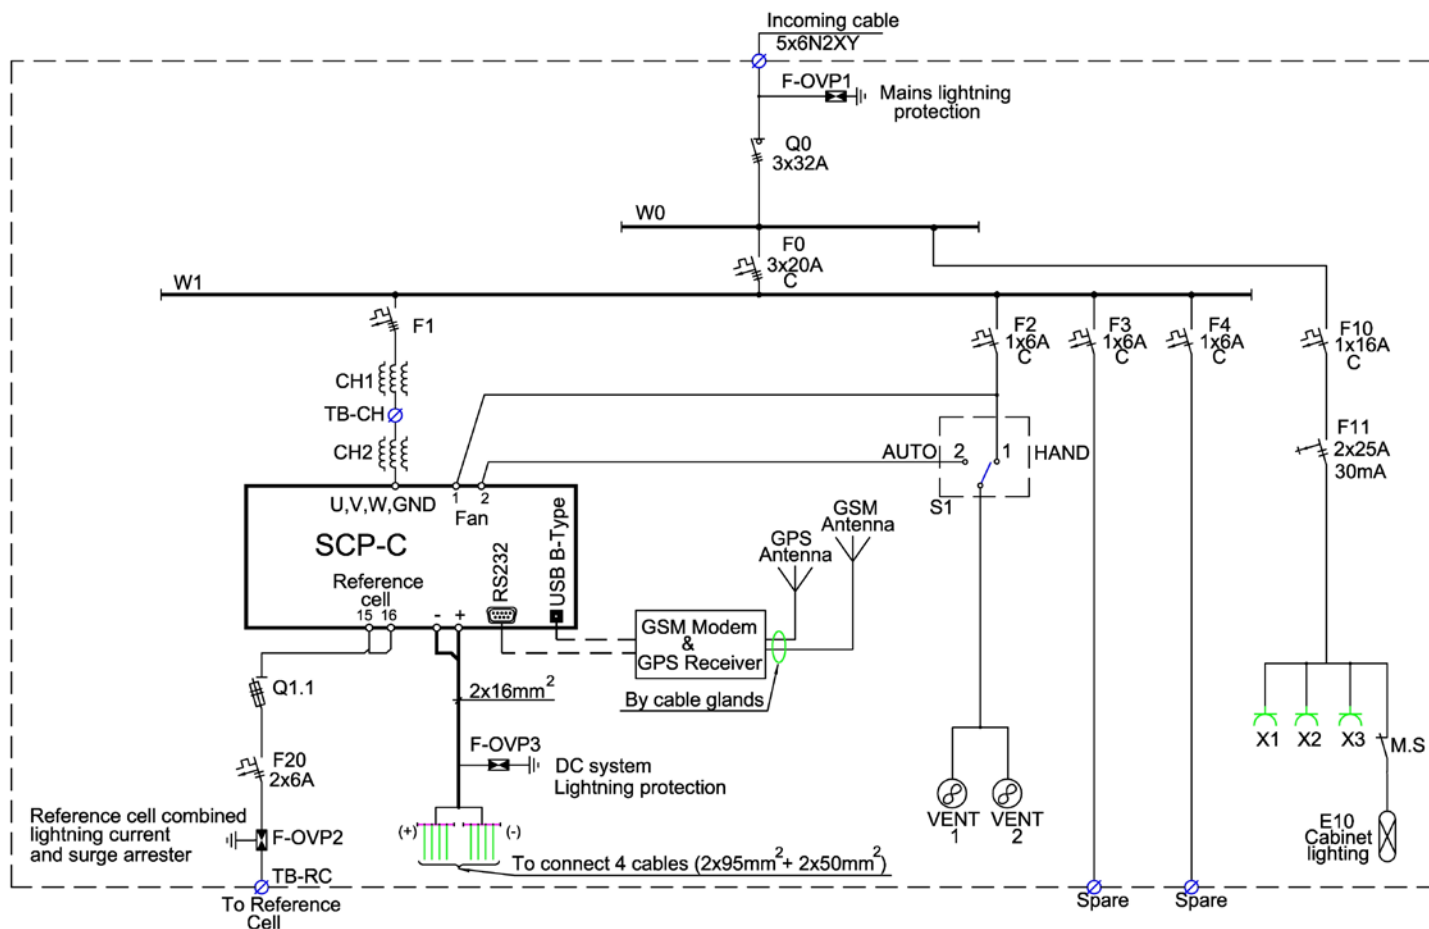 Incoming cable
5x6N2XY
F-OVP1
Mains lightning
protection
Q0
3x32A
W0
F0
3x20A
C
W1
F1
F2
1x6A
C
F3
1x6A
C
F4
1x6A
C
F10
1x16A
C
CH1
TB-CH
CH2
F11
2x25A
30mA
AUTO
2
1
HAND
S1
U,V,W,GND
1
2
Fan
SCP-C
Reference
cell
15
16
-
+
RS232
USB B-Type
GPS
Antenna
GSM
Antenna
GSM Modem
&
GPS Receiver
By cable glands
Q1.1
2x16mm²
F-OVP3
DC system
Lightning protection
F20
2x6A
X1
X2
X3
M.S
VENT
1
VENT
2
E10
Cabinet
lighting
Reference cell combined
lightning current
and surge arrester
F-OVP2
(+)
(-)
To connect 4 cables (2x95mm²+ 2x50mm²)
TB-RC
To Reference
Cell
Spare
Spare